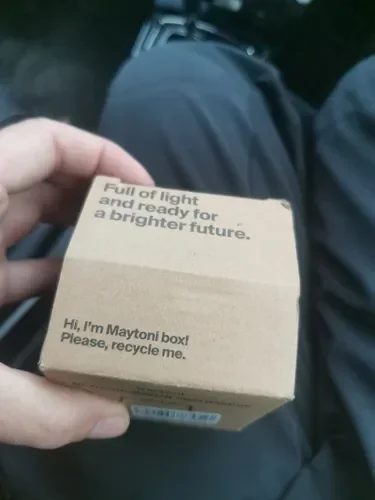 Full of light
and ready for
a brighter future.
Hi, I'm Maytoni box!
Please, recycle me.